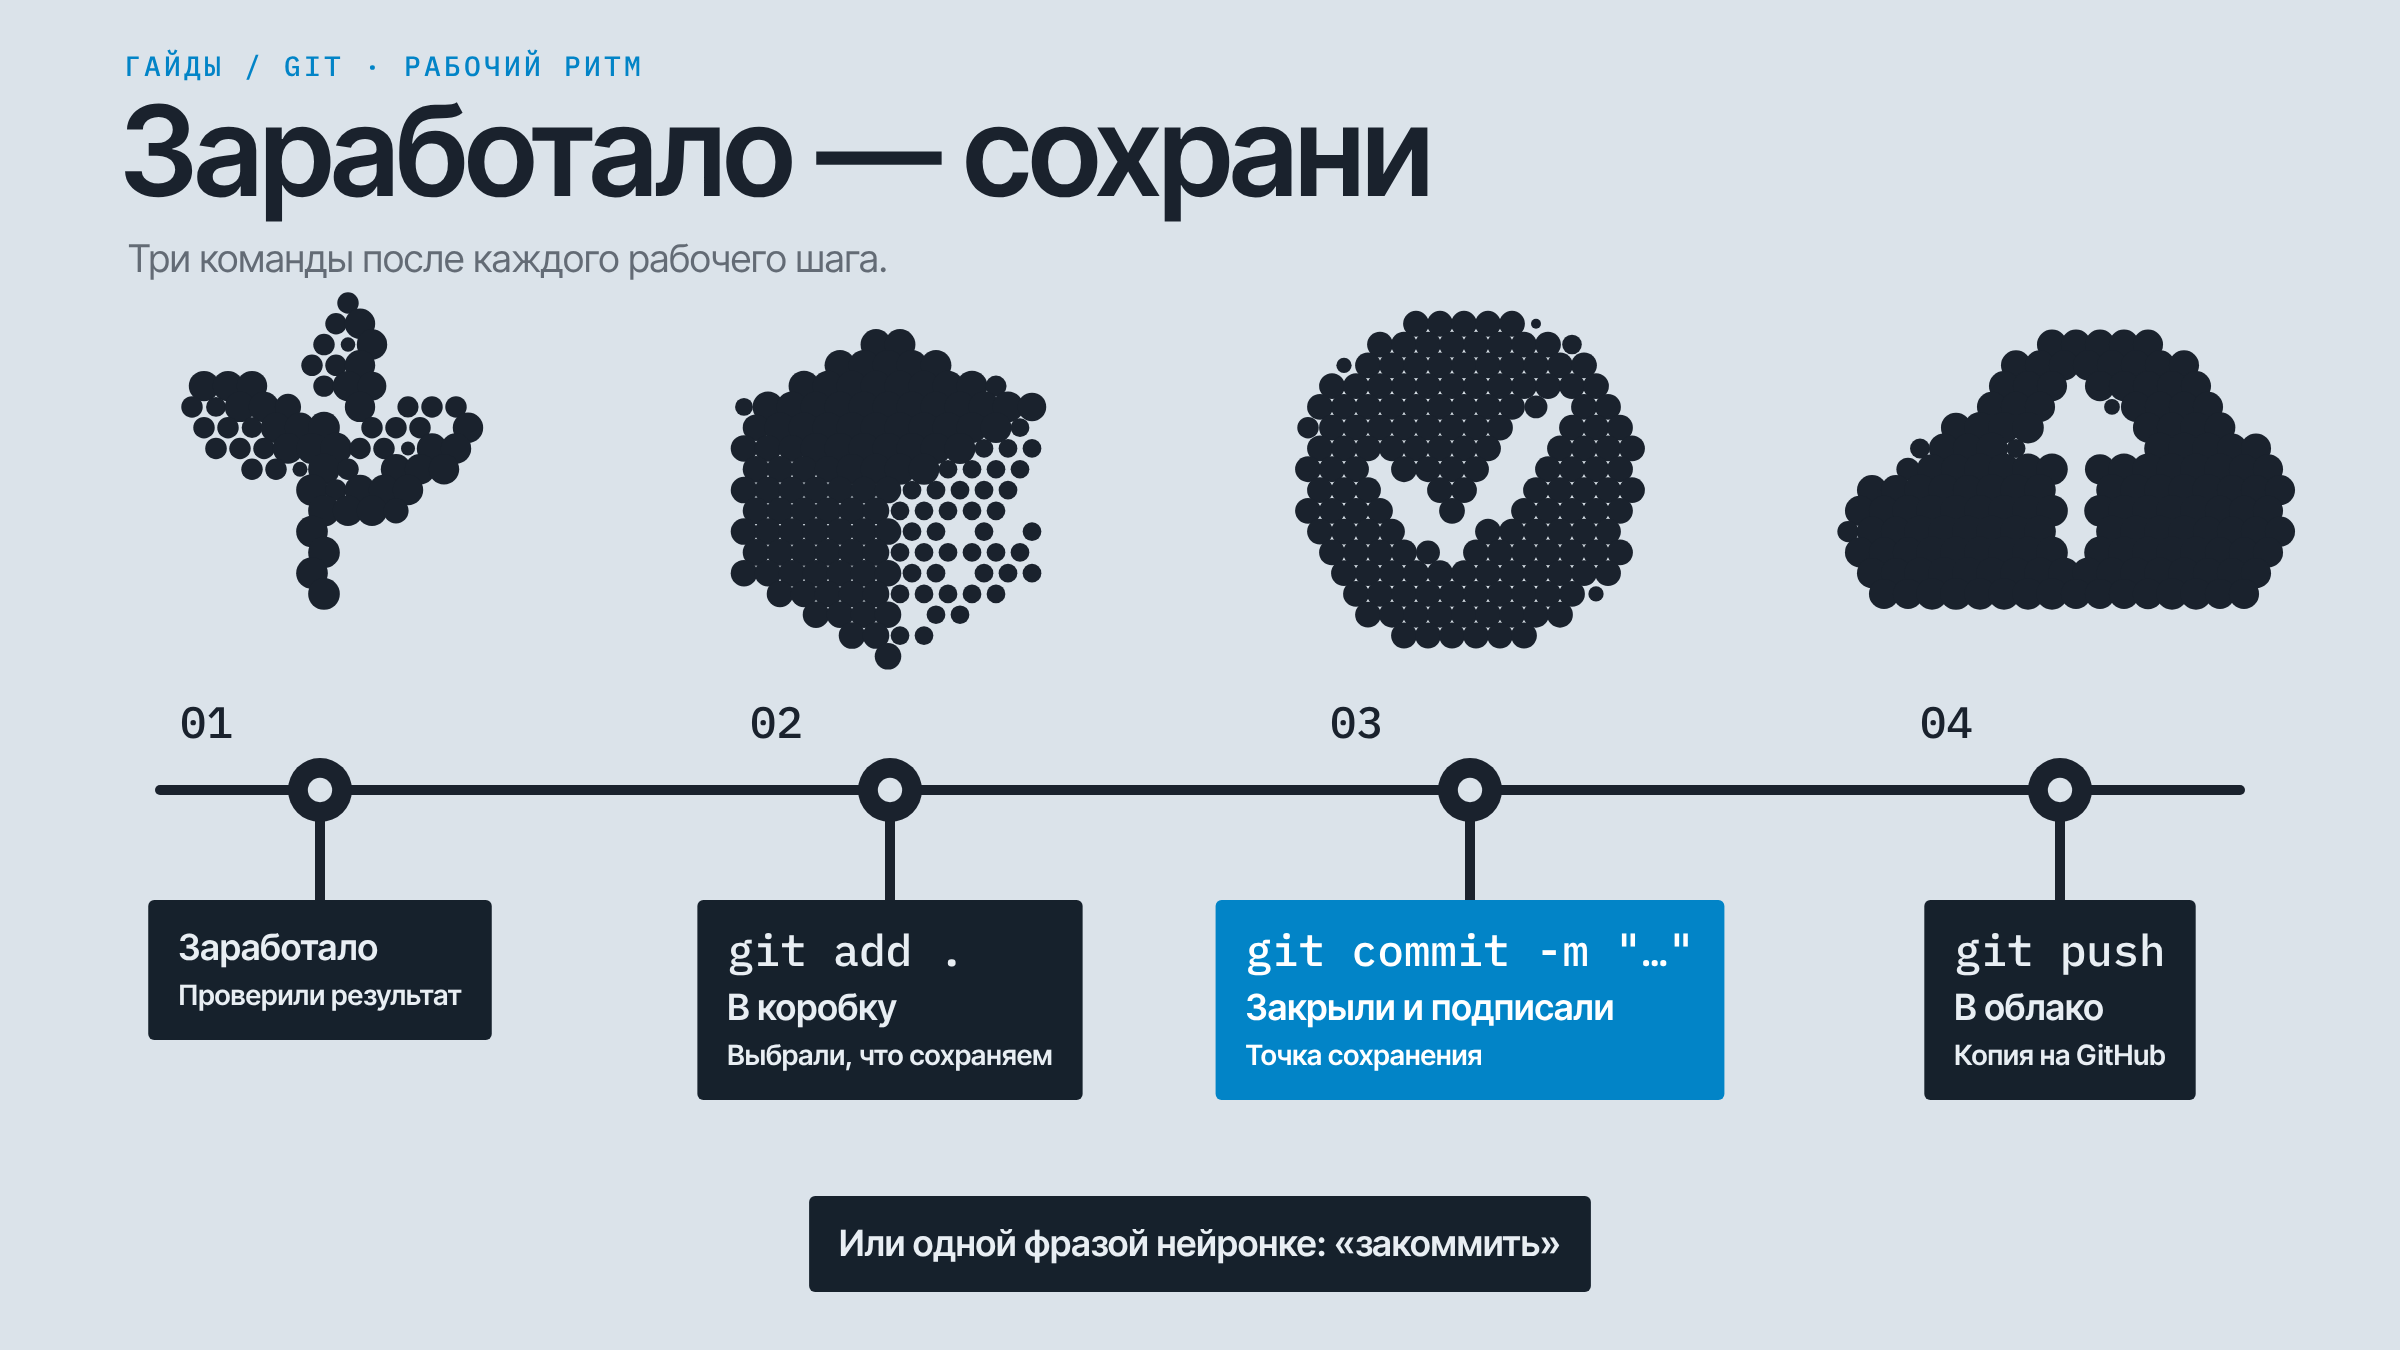 ГАЙДЫ / GIT · РАБОЧИЙ РИТМ
Заработало — сохрани
Три команды после каждого рабочего шага.
01
02
03
04
Заработало
Проверили результат
git add .
В коробку
Выбрали, что сохраняем
git commit -m "…"
Закрыли и подписали
Точка сохранения
git push
В облако
Копия на GitHub
Или одной фразой нейронке: «закоммить»